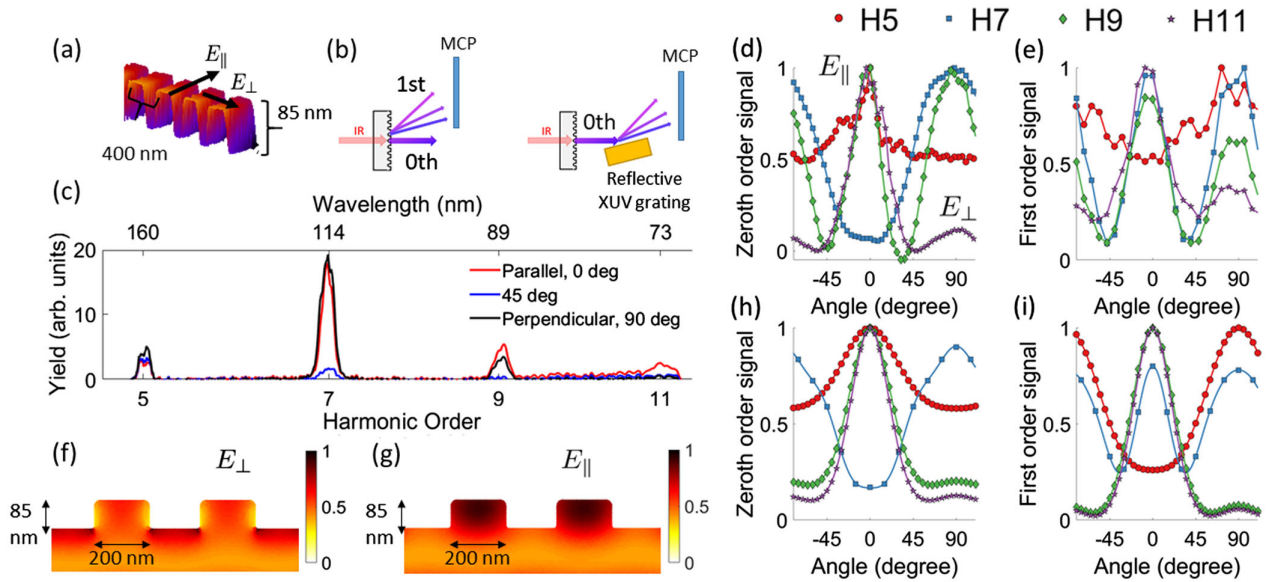 H5 H7 H9 H11
(a)
E∥
E⊥
85 nm
400 nm
(b)
MCP
1st
IR
0th
MCP
0th
IR
Reflective
XUV grating
(c)
Wavelength (nm)
160 114 89 73
20
10
0
Yield (arb. units)
Parallel, 0 deg
45 deg
Perpendicular, 90 deg
5 7 9 11
Harmonic Order
(d)
E∥
E⊥
1
0.5
0
Zeroth order signal
-45 0 45 90
Angle (degree)
(e)
1
0.5
0
First order signal
-45 0 45 90
Angle (degree)
(f)
E⊥
1
0.5
0
85
nm
200 nm
(g)
E∥
1
0.5
0
85
nm
200 nm
(h)
1
0.5
0
Zeroth order signal
-45 0 45 90
Angle (degree)
(i)
1
0.5
0
First order signal
-45 0 45 90
Angle (degree)